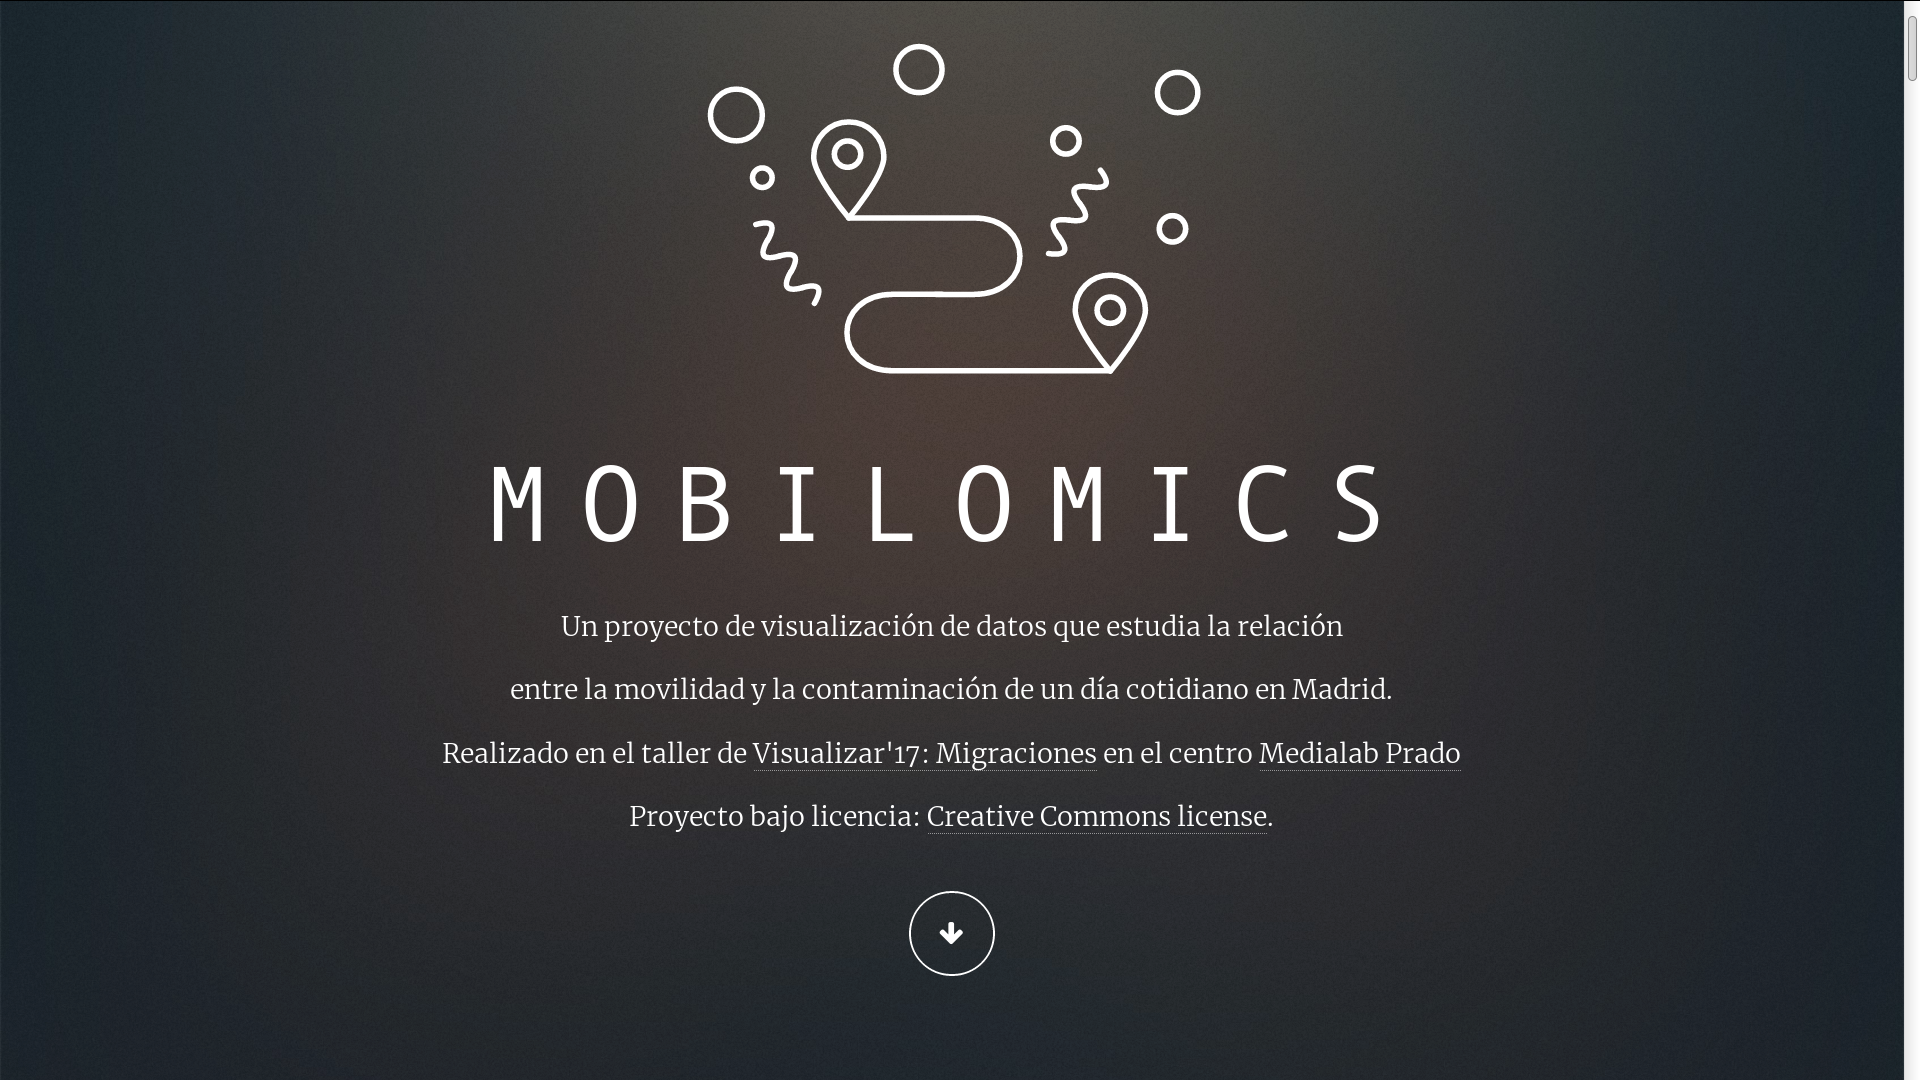 MOBILOMICS
Un proyecto de visualización de datos que estudia la relación
entre la movilidad y la contaminación de un día cotidiano en Madrid.
Realizado en el taller de Visualizar'17: Migraciones en el centro Medialab Prado
Proyecto bajo licencia: Creative Commons license.